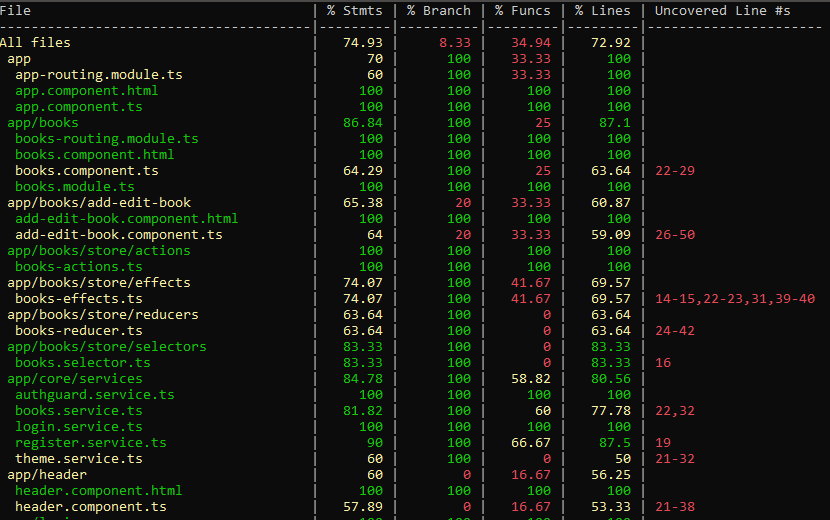 File | % Stmts | % Branch | % Funcs | % Lines | Uncovered Line #s
-----------------------------------|---------|----------|---------|---------|-------------------
All files | 74.93 | 8.33 | 34.94 | 72.92 |
app | 70 | 100 | 33.33 | 100 |
app-routing.module.ts | 60 | 100 | 33.33 | 100 |
app.component.html | 100 | 100 | 100 | 100 |
app.component.ts | 100 | 100 | 100 | 100 |
app/books | 86.84 | 100 | 25 | 87.1 |
books-routing.module.ts | 100 | 100 | 100 | 100 |
books.component.html | 100 | 100 | 100 | 100 |
books.component.ts | 64.29 | 100 | 25 | 63.64 | 22-29
books.module.ts | 100 | 100 | 100 | 100 |
app/books/add-edit-book | 65.38 | 20 | 33.33 | 60.87 |
add-edit-book.component.html | 100 | 100 | 100 | 100 |
add-edit-book.component.ts | 64 | 20 | 33.33 | 59.09 | 26-50
app/books/store/actions | 100 | 100 | 100 | 100 |
books-actions.ts | 100 | 100 | 100 | 100 |
app/books/store/effects | 74.07 | 100 | 41.67 | 69.57 |
books-effects.ts | 74.07 | 100 | 41.67 | 69.57 | 14-15,22-23,31,39-40
app/books/store/reducers | 63.64 | 100 | 0 | 63.64 |
books-reducer.ts | 63.64 | 100 | 0 | 63.64 | 24-42
app/books/store/selectors | 83.33 | 100 | 0 | 83.33 |
books.selector.ts | 83.33 | 100 | 0 | 83.33 | 16
app/core/services | 84.78 | 100 | 58.82 | 80.56 |
authguard.service.ts | 100 | 100 | 100 | 100 |
books.service.ts | 81.82 | 100 | 60 | 77.78 | 22,32
login.service.ts | 100 | 100 | 100 | 100 |
register.service.ts | 90 | 100 | 66.67 | 87.5 | 19
theme.service.ts | 60 | 100 | 0 | 50 | 21-32
app/header | 60 | 0 | 16.67 | 56.25 |
header.component.html | 100 | 100 | 100 | 100 |
header.component.ts | 57.89 | 0 | 16.67 | 53.33 | 21-38